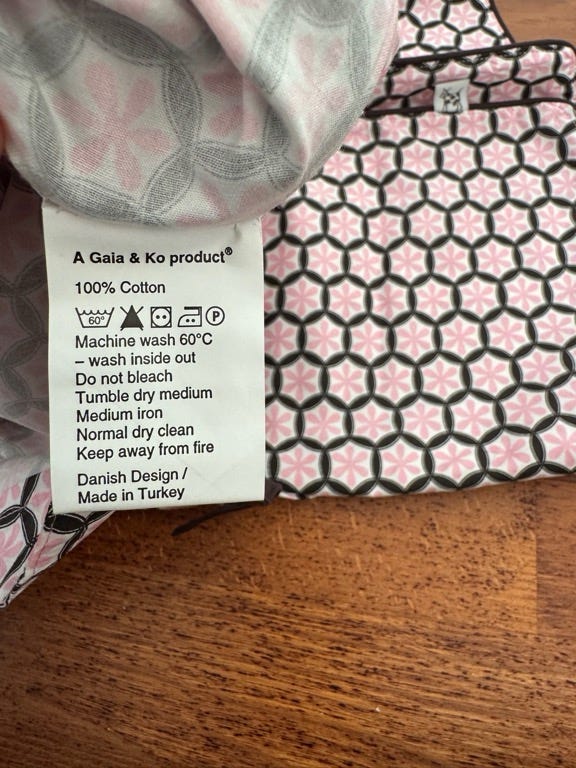 A Gaia & Ko product®
100% Cotton
60° P
Machine wash 60°C
– wash inside out
Do not bleach
Tumble dry medium
Medium iron
Normal dry clean
Keep away from fire
Danish Design /
Made in Turkey